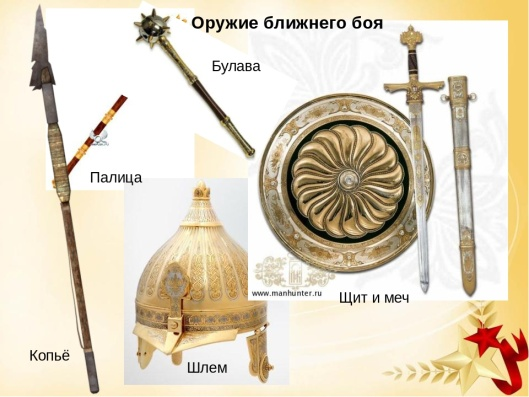 Оружие ближнего боя
Булава
Палица
www.manhunter.ru
Щит и меч
Копьё
Шлем